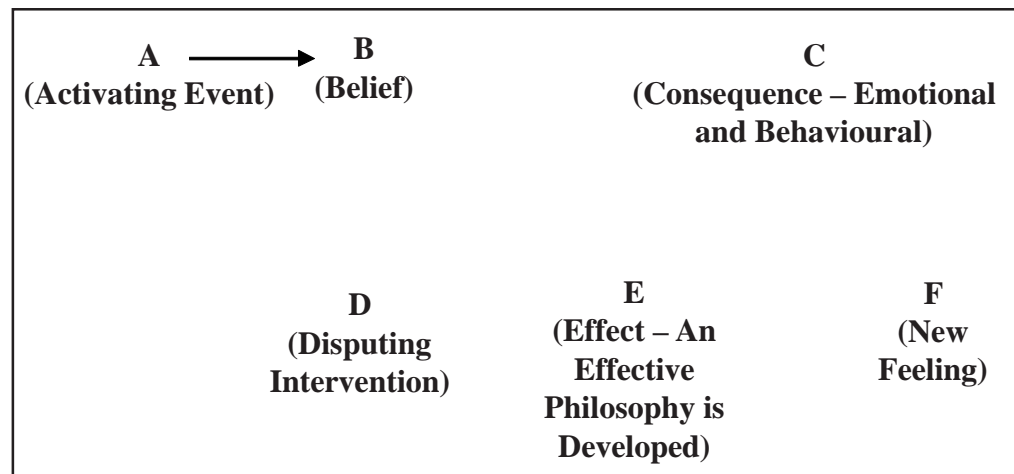 A
(Activating Event)
B
(Belief)
C
(Consequence – Emotional
and Behavioural)
D
(Disputing
Intervention)
E
(Effect – An
Effective
Philosophy is
Developed)
F
(New
Feeling)